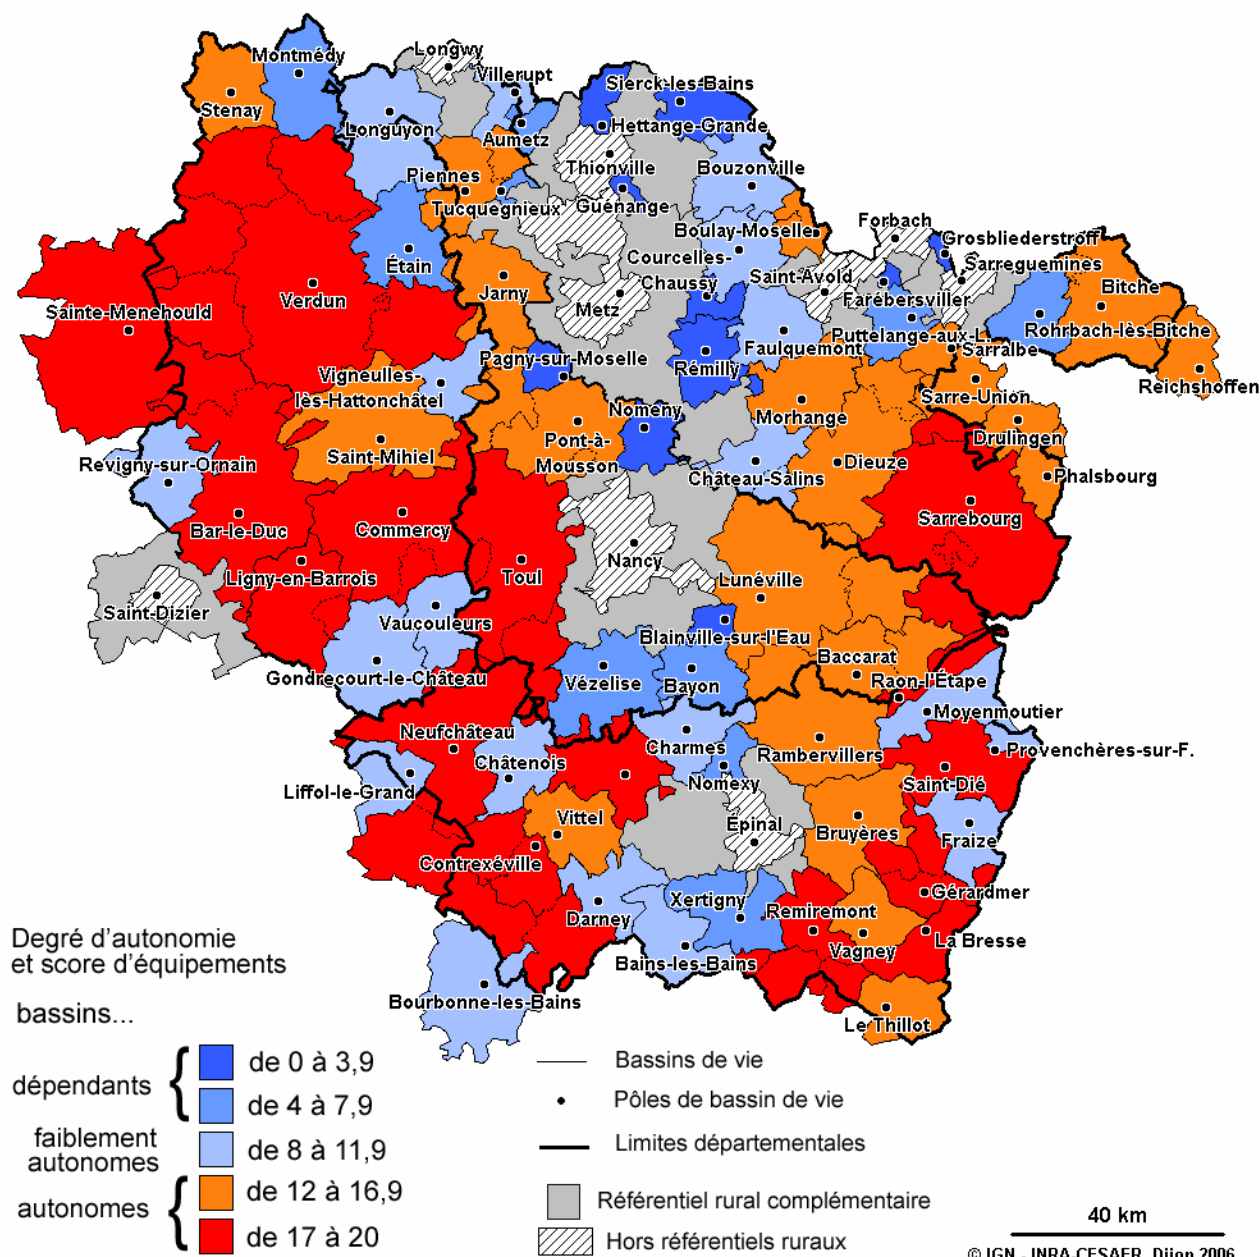 Longwy
Montmédy
Villerupt
Sierck-les-Bains
Stenay
Longuyon
Aumetz
Hettange-Grande
Thionville
Bouzonville
Piennes
Tucquegnieux
Guénange
Forbach
Boulay-Moselle
Grosbliederstroff
Étain
Courcelles-
Chaussy
Saint-Avold
Sarreguemines
Jarny
Farébersviller
Bitche
Verdun
Metz
Sainte-Menehould
Puttelange-aux-L.
Rohrbach-lès-Bitche
Pagny-sur-Moselle
Rémilly
Faulquemont
Sarralbe
Vigneulles-
lès-Hattonchâtel
Reichshoffen
Sarre-Union
Nomeny
Morhange
Pont-à-
Mousson
Drulingen
Saint-Mihiel
Revigny-sur-Ornain
Château-Salins
Dieuze
Phalsbourg
Bar-le-Duc
Commercy
Sarrebourg
Nancy
Ligny-en-Barrois
Toul
Lunéville
Saint-Dizier
Vaucouleurs
Blainville-sur-l'Eau
Baccarat
Gondrecourt-le-Château
Vézelise
Bayon
Raon-l'Étape
Moyenmoutier
Neufchâteau
Charmes
Rambervillers
Provenchères-sur-F.
Châtenois
Liffol-le-Grand
Nomexy
Saint-Dié
Vittel
Épinal
Bruyères
Fraize
Contrexéville
Gérardmer
Xertigny
Remiremont
Darney
La Bresse
Vagney
Bains-les-Bains
Bourbonne-les-Bains
Le Thillot
Degré d'autonomie
et score d'équipements
bassins...
dépendants
de 0 à 3,9
de 4 à 7,9
faiblement
autonomes
de 8 à 11,9
autonomes
de 12 à 16,9
de 17 à 20
Bassins de vie
Pôles de bassin de vie
Limites départementales
Référentiel rural complémentaire
Hors référentiels ruraux
40 km
© IGN - INRA CESAER, Dijon 2006